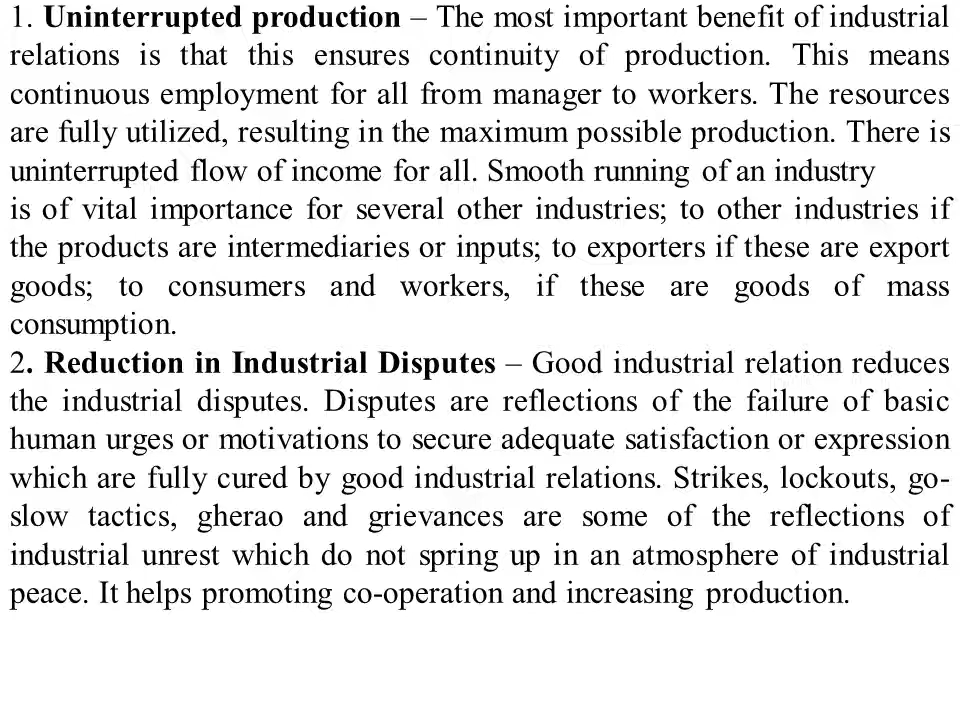 1. Uninterrupted production – The most important benefit of industrial
relations is that this ensures continuity of production. This means
continuous employment for all from manager to workers. The resources
are fully utilized, resulting in the maximum possible production. There is
uninterrupted flow of income for all. Smooth running of an industry
is of vital importance for several other industries; to other industries if
the products are intermediaries or inputs; to exporters if these are export
goods; to consumers and workers, if these are goods of mass
consumption.
2. Reduction in Industrial Disputes – Good industrial relation reduces
the industrial disputes. Disputes are reflections of the failure of basic
human urges or motivations to secure adequate satisfaction or expression
which are fully cured by good industrial relations. Strikes, lockouts, go-
slow tactics, gherao and grievances are some of the reflections of
industrial unrest which do not spring up in an atmosphere of industrial
peace. It helps promoting co-operation and increasing production.